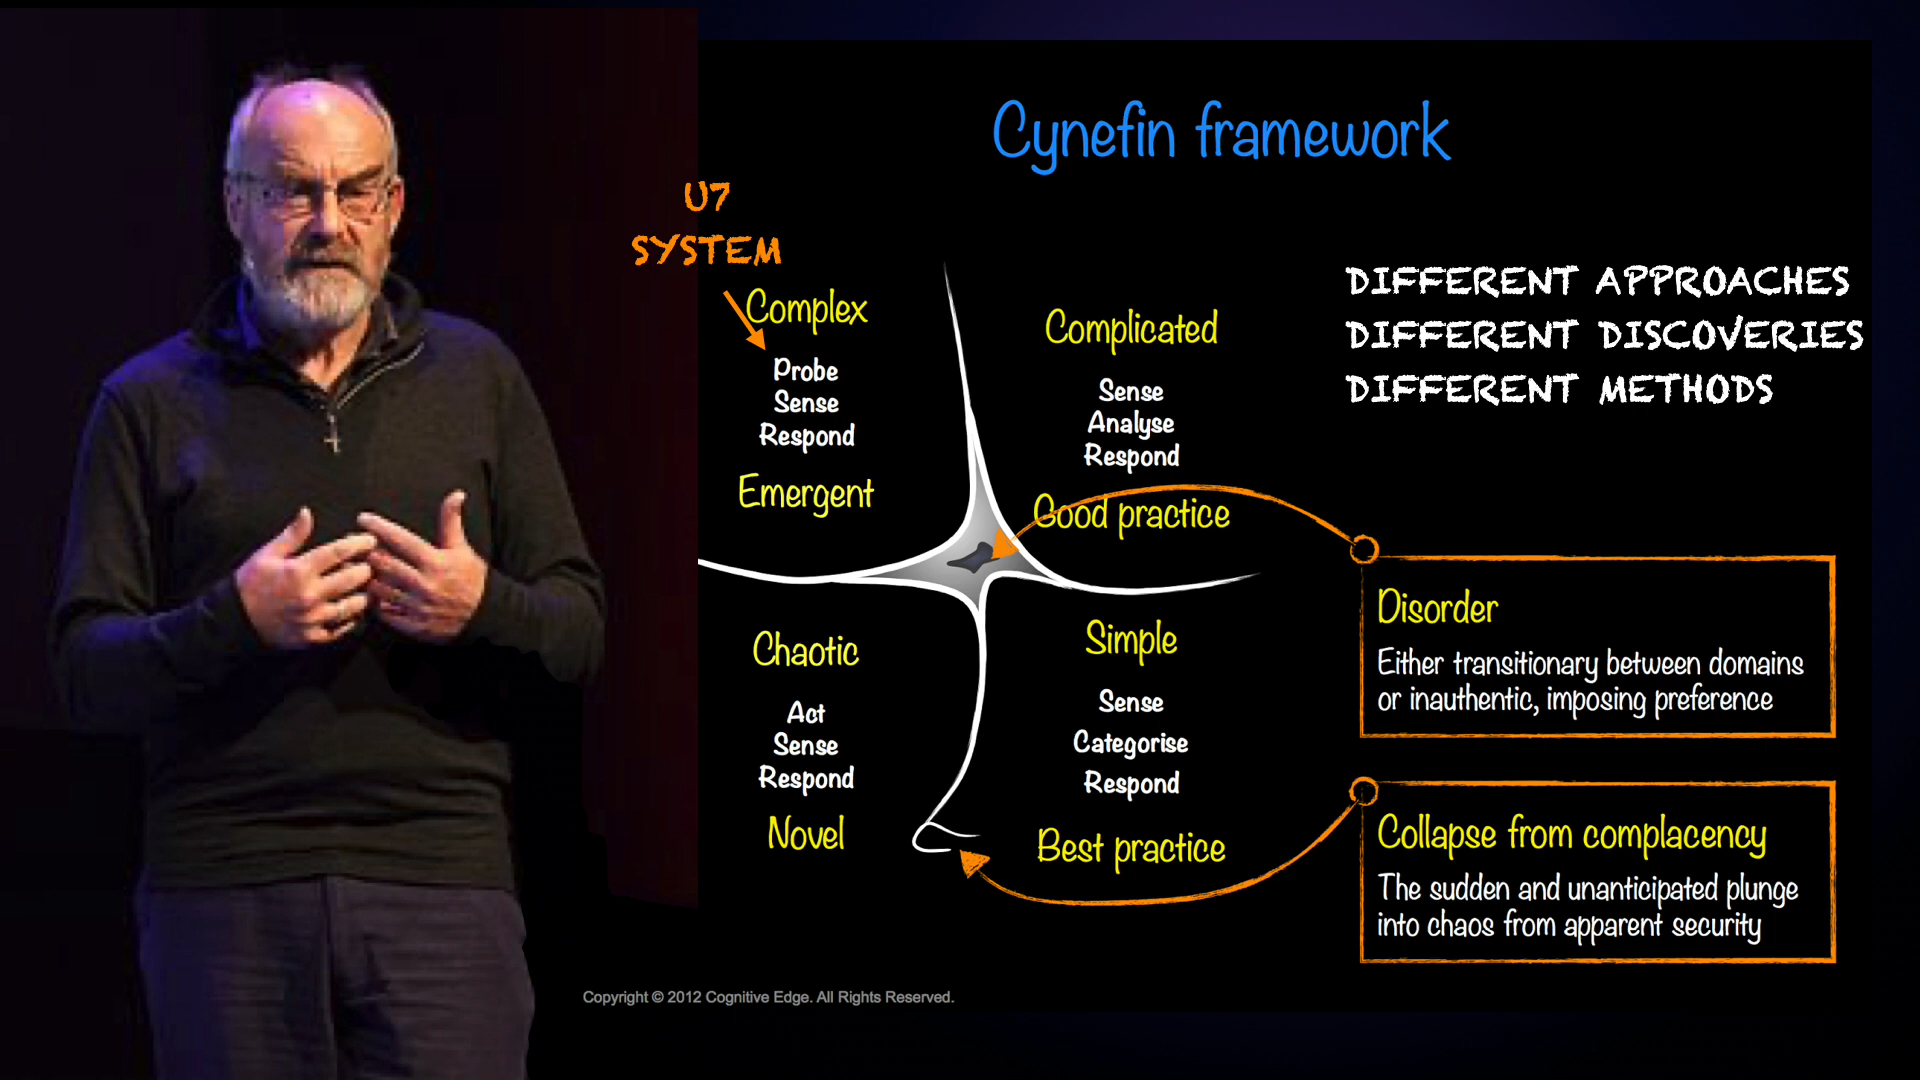 Cynefin framework
U7
SYSTEM
Complex
Probe
Sense
Respond
Emergent
Complicated
Sense
Analyse
Respond
Good practice
DIFFERENT APPROACHES
DIFFERENT DISCOVERIES
DIFFERENT METHODS
Chaotic
Act
Sense
Respond
Novel
Simple
Sense
Categorise
Respond
Best practice
Disorder
Either transitionary between domains
or inauthentic, imposing preference
Collapse from complacency
The sudden and unanticipated plunge
into chaos from apparent security
Copyright © 2012 Cognitive Edge. All Rights Reserved.